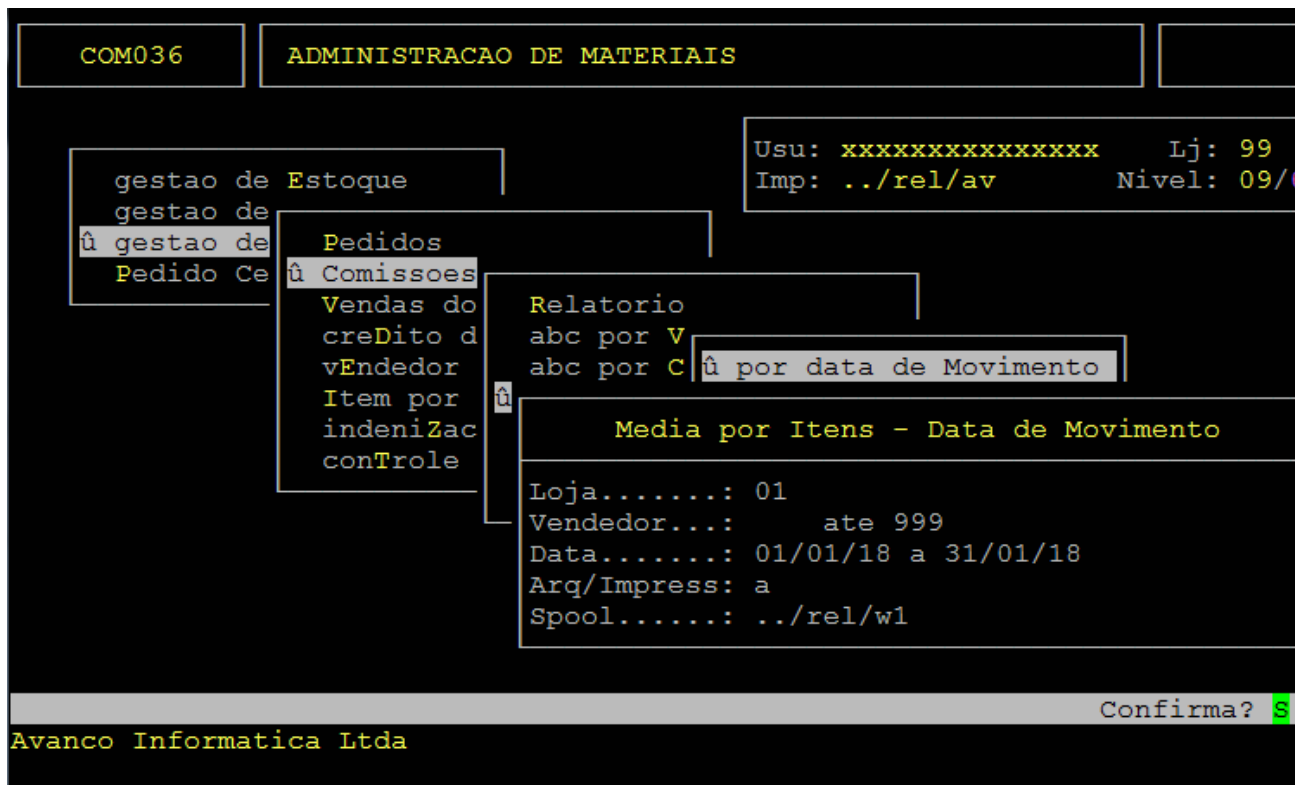 COM036 ADMINISTRACAO DE MATERIAIS
Usu: xxxxxxxxxxxxxxx Lj: 99
Imp: ../rel/av Nivel: 09/
gestao de Estoque
gestao de
û gestao de
Pedido Ce
Pedidos
û Comissoes
Vendas do
creDito d
vEndedor
Item por
indeniZac
conTrole
Relatorio
abc por V
abc por C
û
û por data de Movimento
Media por Itens - Data de Movimento
Loja.......: 01
Vendedor...: ate 999
Data.......: 01/01/18 a 31/01/18
Arq/Impress: a
Spool......: ../rel/w1
Confirma? S
Avanco Informatica Ltda